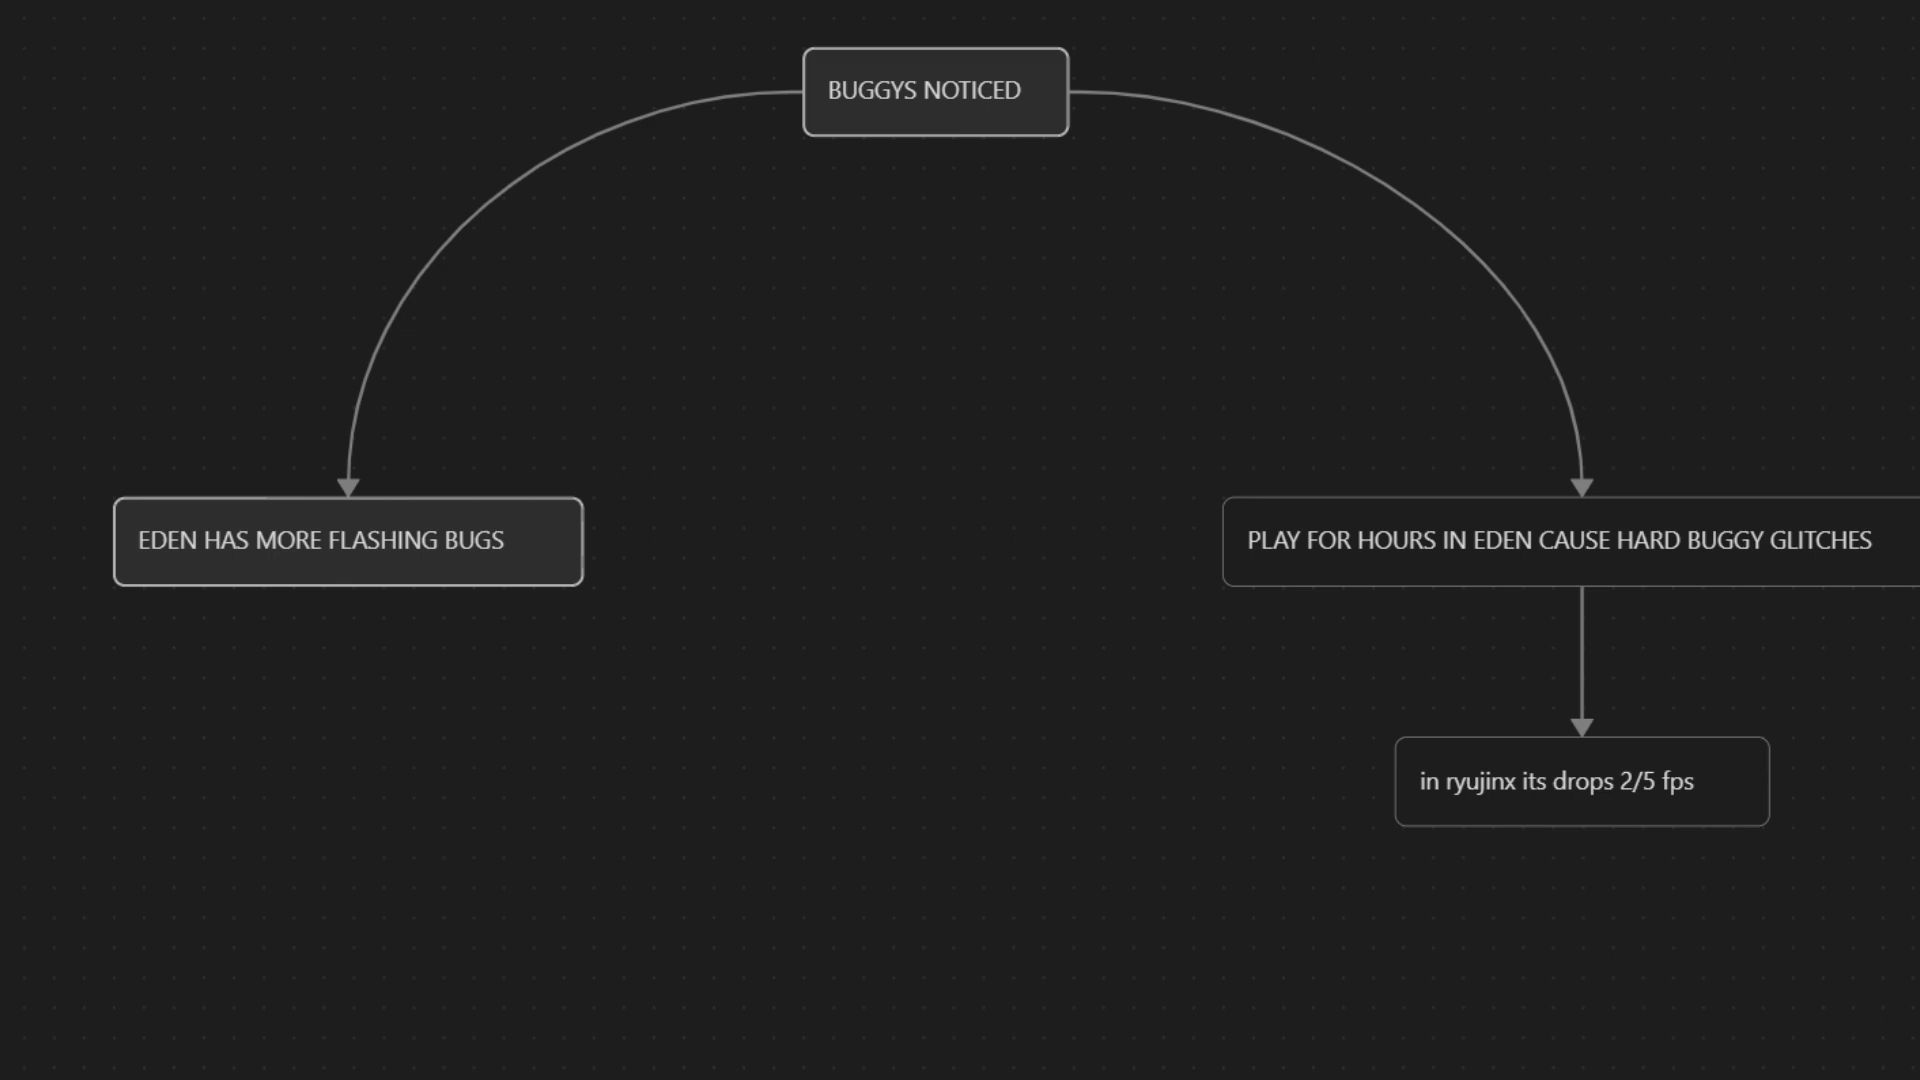 BUGGYS NOTICED
EDEN HAS MORE FLASHING BUGS
PLAY FOR HOURS IN EDEN CAUSE HARD BUGGY GLITCHES
in ryujinx its drops 2/5 fps